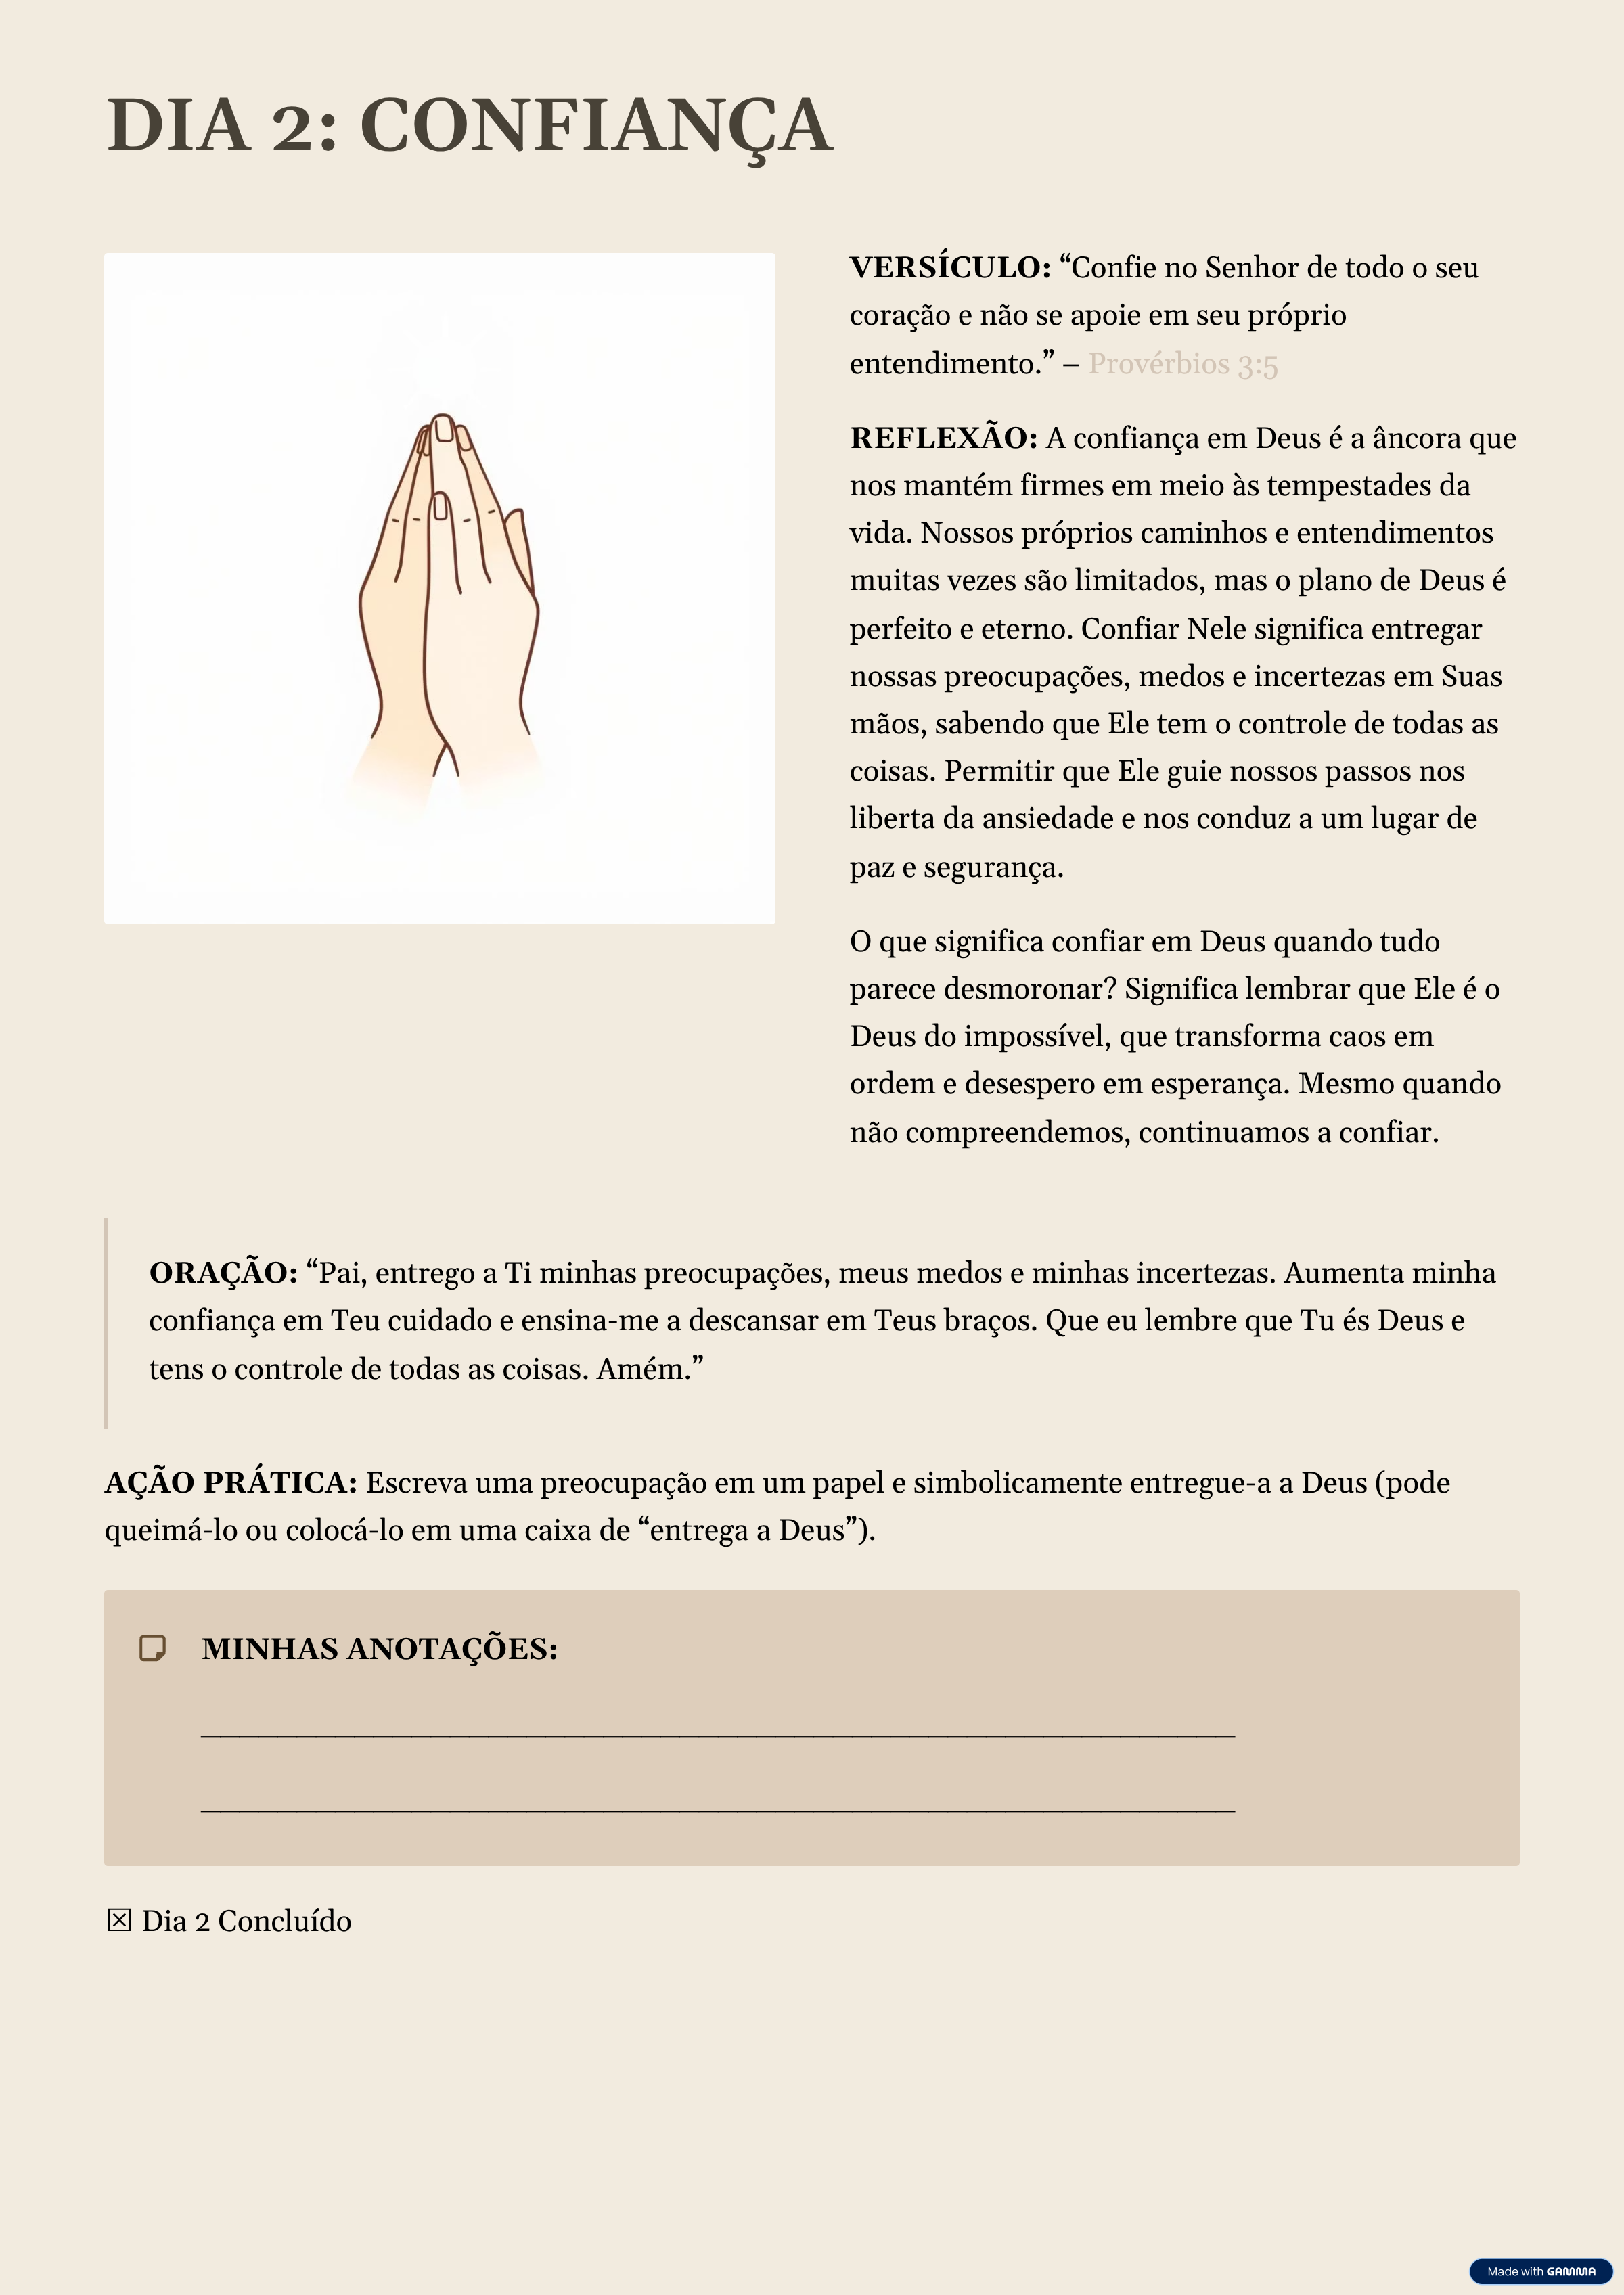 DIA 2: CONFIANÇA
VERSÍCULO: “Confie no Senhor de todo o seu
coração e não se apoie em seu próprio
entendimento.” – Provérbios 3:5
REFLEXÃO: A confiança em Deus é a âncora que
nos mantém firmes em meio às tempestades da
vida. Nossos próprios caminhos e entendimentos
muitas vezes são limitados, mas o plano de Deus é
perfeito e eterno. Confiar Nele significa entregar
nossas preocupações, medos e incertezas em Suas
mãos, sabendo que Ele tem o controle de todas as
coisas. Permitir que Ele guie nossos passos nos
liberta da ansiedade e nos conduz a um lugar de
paz e segurança.
O que significa confiar em Deus quando tudo
parece desmoronar? Significa lembrar que Ele é o
Deus do impossível, que transforma caos em
ordem e desespero em esperança. Mesmo quando
não compreendemos, continuamos a confiar.
ORAÇÃO: “Pai, entrego a Ti minhas preocupações, meus medos e minhas incertezas. Aumenta minha
confiança em Teu cuidado e ensina-me a descansar em Teus braços. Que eu lembre que Tu és Deus e
tens o controle de todas as coisas. Amém.”
AÇÃO PRÁTICA: Escreva uma preocupação em um papel e simbolicamente entregue-a a Deus (pode
queimá-lo ou colocá-lo em uma caixa de “entrega a Deus”).
MINHAS ANOTAÇÕES:
☒ Dia 2 Concluído
Made with GAMMA